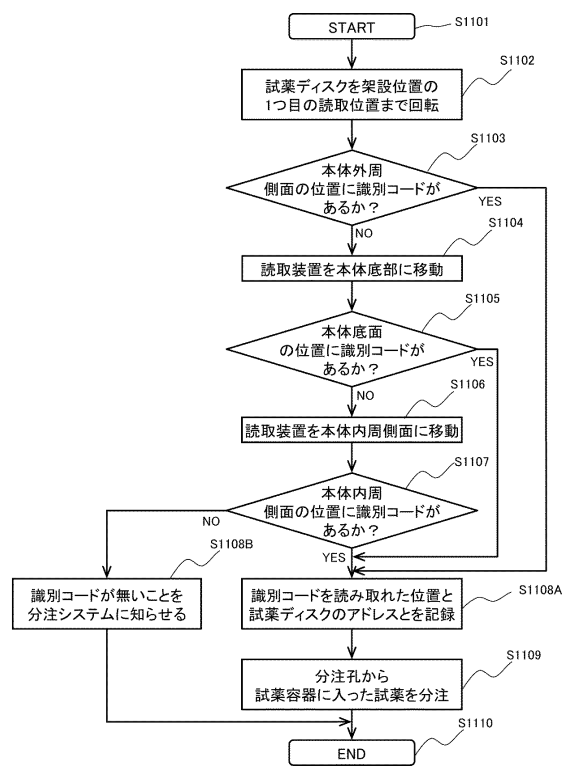 START
S1101
S1102
試薬ディスクを架設位置の
1つ目の読取位置まで回転
S1103
本体外周
側面の位置に識別コードが
あるか？
YES
NO
S1104
読取装置を本体底部に移動
S1105
本体底面
の位置に識別コードが
あるか？
YES
NO
S1106
読取装置を本体内周側面に移動
S1107
本体内周
側面の位置に識別コードが
あるか？
NO
YES
S1108B
識別コードが無いことを
分注システムに知らせる
S1108A
識別コードを読み取れた位置と
試薬ディスクのアドレスとを記録
S1109
分注孔から
試薬容器に入った試薬を分注
S1110
END